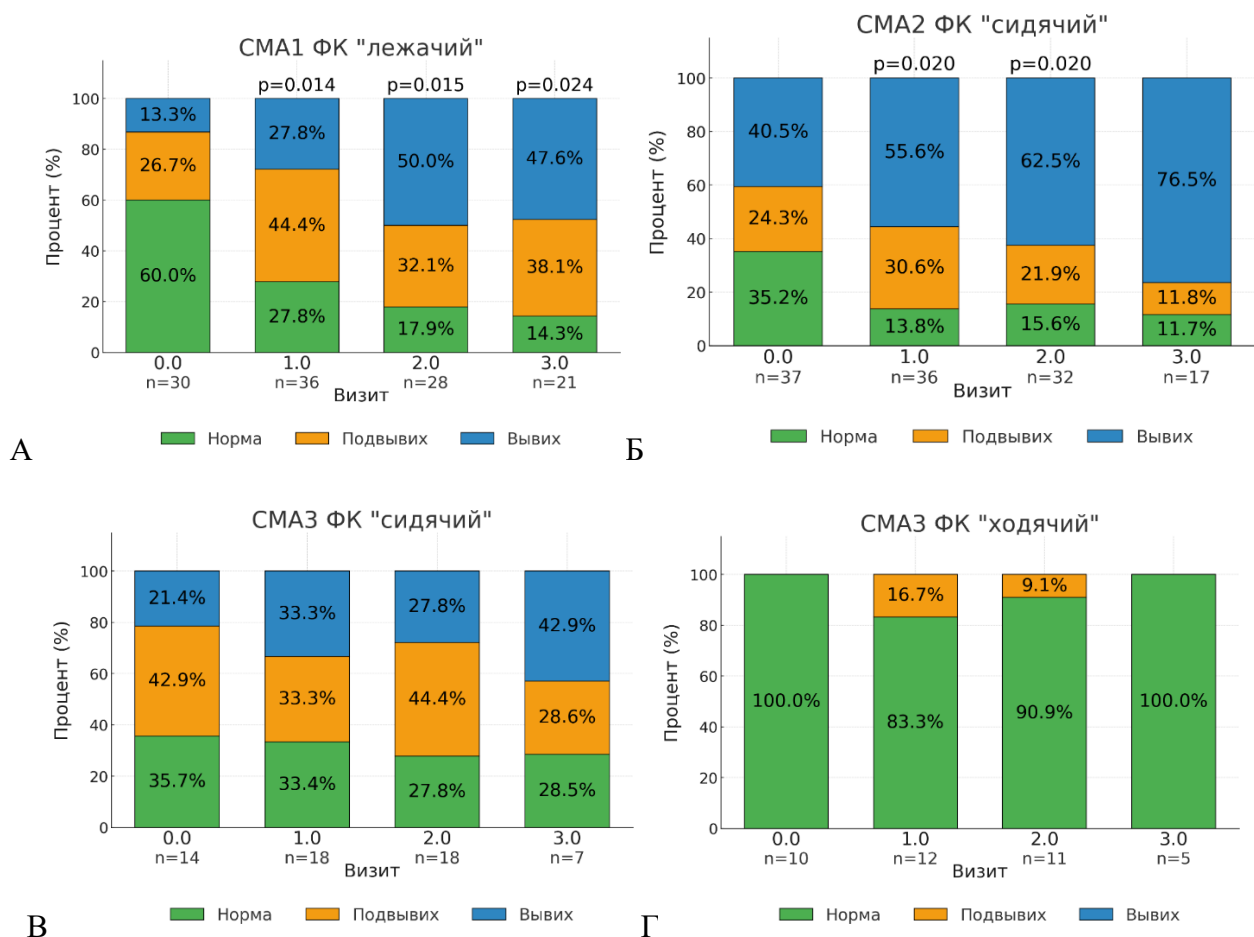 СМА1 ФК "лежачий"
p=0.014 p=0.015 p=0.024
Процент (%)
100
80
60
40
20
0
13.3% 27.8% 50.0% 47.6%
26.7% 44.4% 32.1% 38.1%
60.0% 27.8% 17.9% 14.3%
0.0 1.0 2.0 3.0
n=30 n=36 n=28 n=21
Визит
Норма Подвывих Вывих
А
СМА2 ФК "сидячий"
p=0.020 p=0.020
Процент (%)
100
80
60
40
20
0
40.5% 55.6% 62.5% 76.5%
24.3% 30.6% 21.9% 11.8%
35.2% 13.8% 15.6% 11.7%
0.0 1.0 2.0 3.0
n=37 n=36 n=32 n=17
Визит
Норма Подвывих Вывих
Б
СМА3 ФК "сидячий"
Процент (%)
100
80
60
40
20
0
21.4% 33.3% 27.8% 42.9%
42.9% 33.3% 44.4% 28.6%
35.7% 33.4% 27.8% 28.5%
0.0 1.0 2.0 3.0
n=14 n=18 n=18 n=7
Визит
Норма Подвывих Вывих
В
СМА3 ФК "ходячий"
Процент (%)
100
80
60
40
20
0
16.7% 9.1%
100.0% 83.3% 90.9% 100.0%
0.0 1.0 2.0 3.0
n=10 n=12 n=11 n=5
Визит
Норма Подвывих Вывих
Г